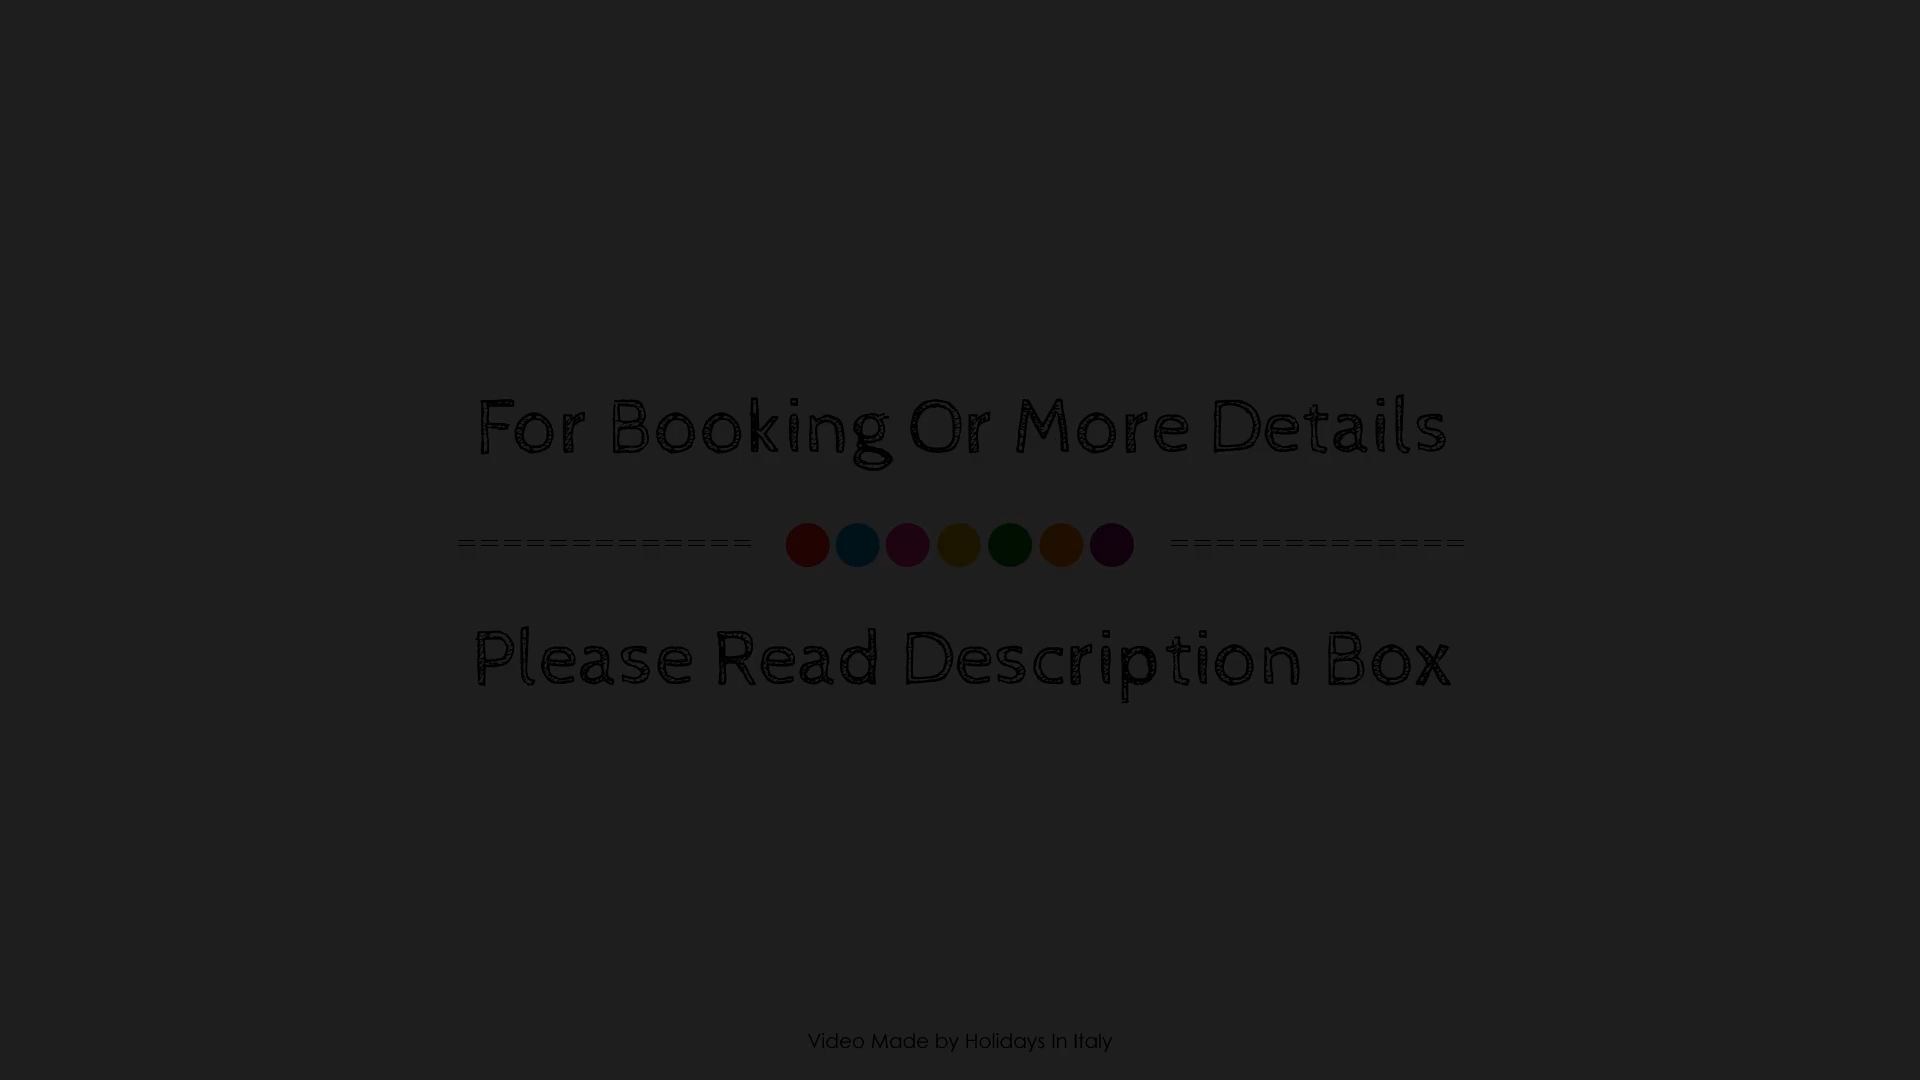 For Booking Or More Details
============= =============
Please Read Description Box
Video Made by Holidays In Italy